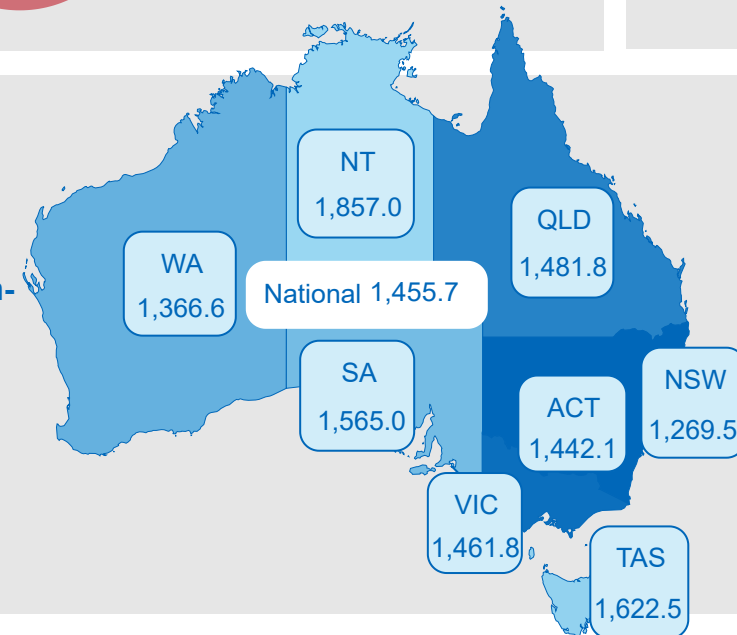 NT
1,857.0
QLD
1,481.8
WA
1,366.6
National 1,455.7
SA
1,565.0
NSW
1,269.5
ACT
1,442.1
VIC
1,461.8
TAS
1,622.5